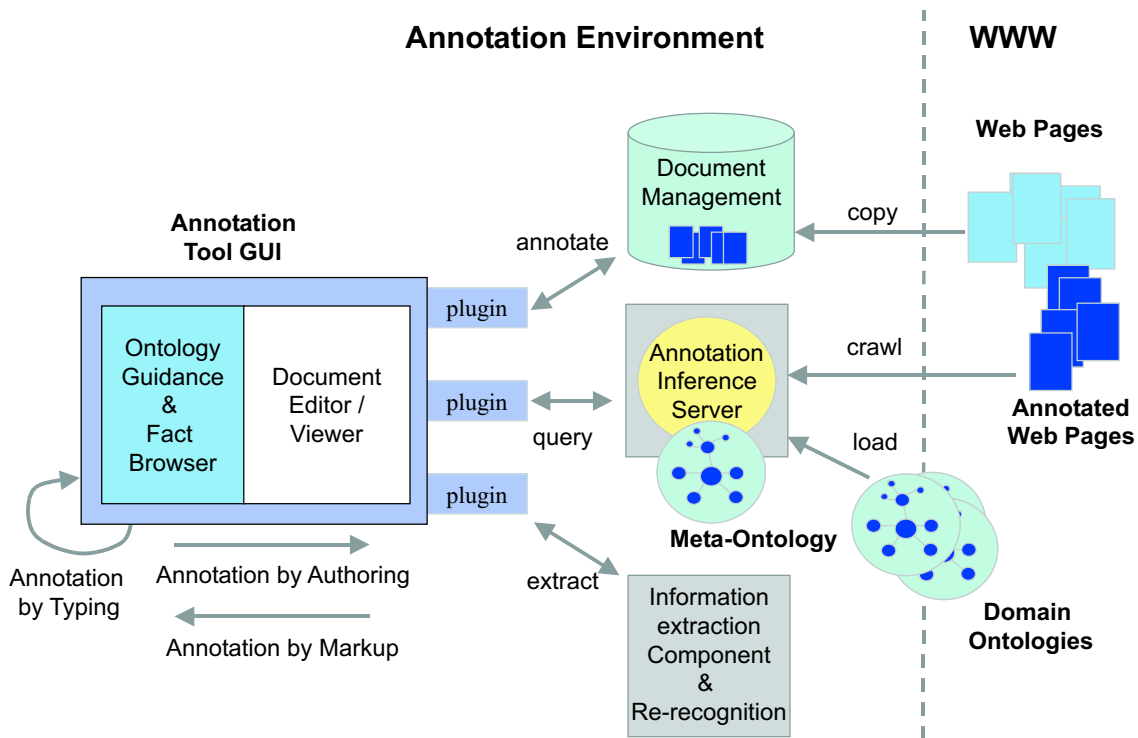 Annotation Environment
WWW
Web Pages
Document
Management
copy
Annotation
Tool GUI
annotate
plugin
Ontology
Guidance
&
Fact
Browser
Document
Editor /
Viewer
plugin
query
plugin
Annotation
Inference
Server
crawl
Annotated
Web Pages
load
Meta-Ontology
Annotation
by Typing
Annotation by Authoring
Annotation by Markup
extract
Information
extraction
Component
&
Re-recognition
Domain
Ontologies